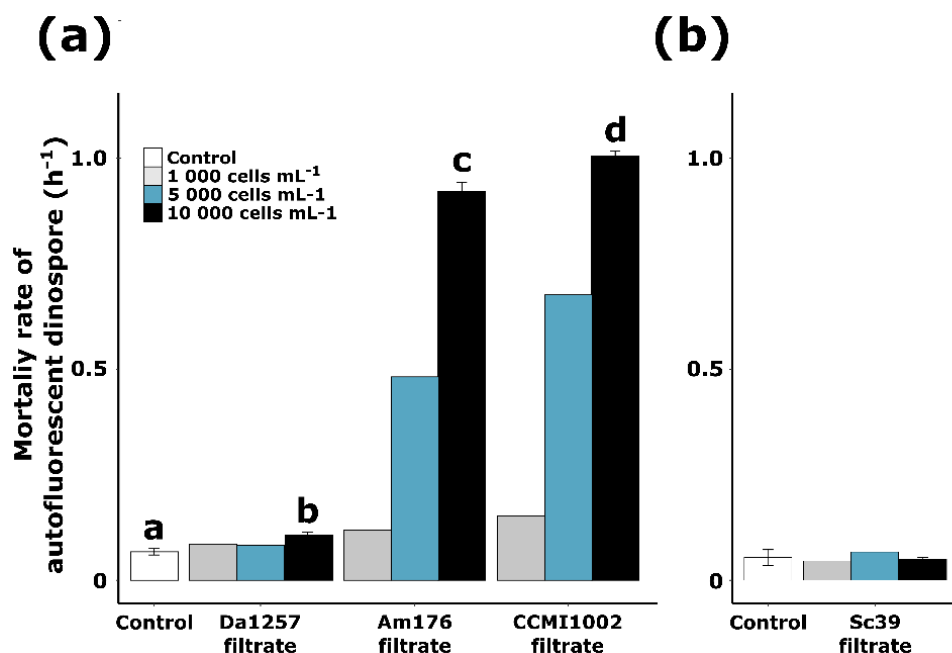 (a)
(b)
Mortaliy rate of
autofluorescent dinospore (h⁻¹)
1.0
0.5
0
Control
1 000 cells mL⁻¹
5 000 cells mL-1
10 000 cells mL-1
a
b
c
d
Control
Da1257
filtrate
Am176
filtrate
CCMI1002
filtrate
1.0
0.5
0
Control
Sc39
filtrate